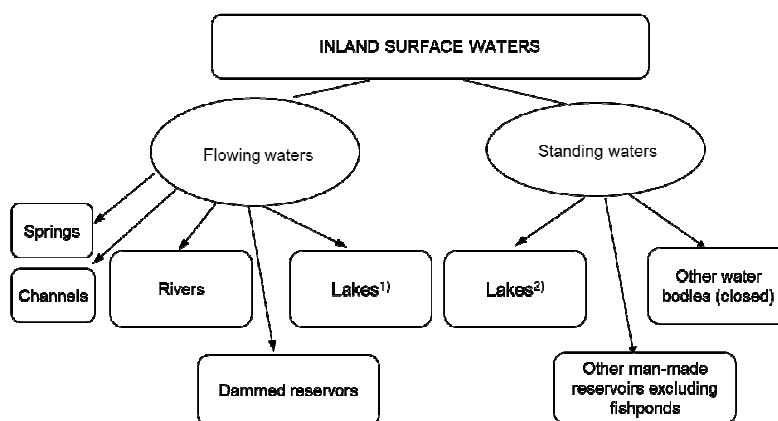 INLAND SURFACE WATERS
Flowing waters
Standing waters
Springs
Channels
Rivers
Lakes1)
Lakes2)
Other water
bodies (closed)
Dammed reservors
Other man-made
reservoirs excluding
fishponds